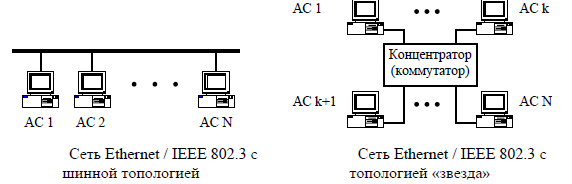 АС 1 АС 2 • • • АС N
Сеть Ethernet / IEEE 802.3 с
шинной топологией
АС 1 • • • АС k
Концентратор
(коммутатор)
АС k+1 • • • АС N
Сеть Ethernet / IEEE 802.3 с
топологией «звезда»